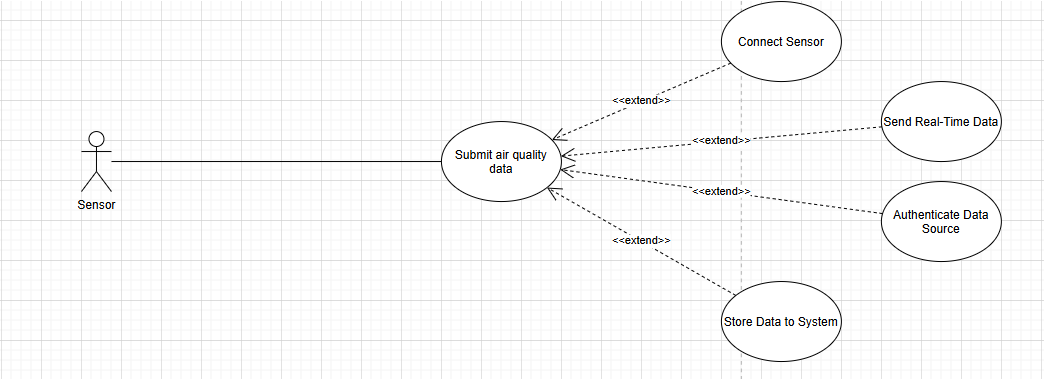 Connect Sensor
<<extend>>
Send Real-Time Data
<<extend>>
Submit air quality
data
Sensor
<<extend>>
Authenticate Data
Source
<<extend>>
Store Data to System